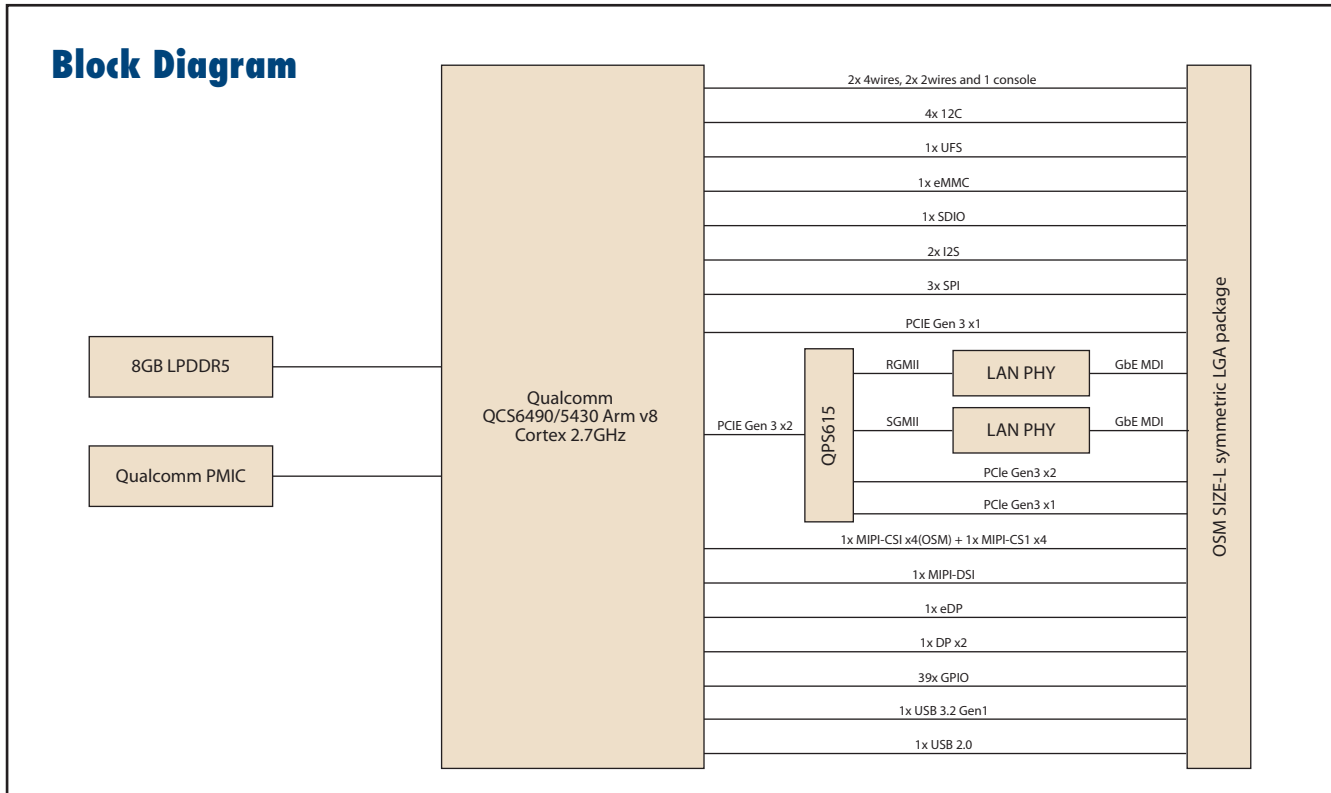 Block Diagram
2x 4wires, 2x 2wires and 1 console
4x 12C
1x UFS
1x eMMC
1x SDIO
2x I2S
3x SPI
PCIE Gen 3 x1
8GB LPDDR5
Qualcomm PMIC
Qualcomm
QCS6490/5430 Arm v8
Cortex 2.7GHz
PCIE Gen 3 x2
QPS615
RGMII
LAN PHY
GbE MDI
SGMII
LAN PHY
GbE MDI
PCIe Gen3 x2
PCIe Gen3 x1
1x MIPI-CSI x4(OSM) + 1x MIPI-CS1 x4
1x MIPI-DSI
1x eDP
1x DP x2
39x GPIO
1x USB 3.2 Gen1
1x USB 2.0
OSM SIZE-L symmetric LGA package